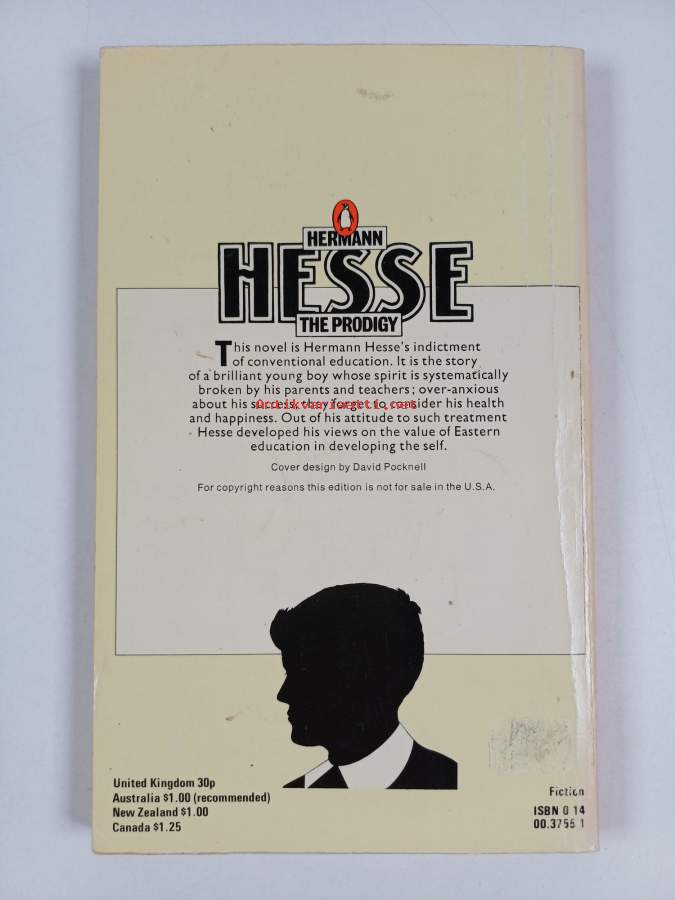 HERMANN
HESSE
THE PRODIGY
This novel is Hermann Hesse's indictment
of conventional education. It is the story
of a brilliant young boy whose spirit is systematically
broken by his parents and teachers; over-anxious
about his success, they forget to consider his health
Antikvariaatti.net
and happiness. Out of his attitude to such treatment
Hesse developed his views on the value of Eastern
education in developing the self.
Cover design by David Pocknell
For copyright reasons this edition is not for sale in the U.S.A.
United Kingdom 30p
Australia $1.00 (recommended)
New Zealand $1.00
Canada $1.25
Fiction
ISBN 0 14
00.3755 1